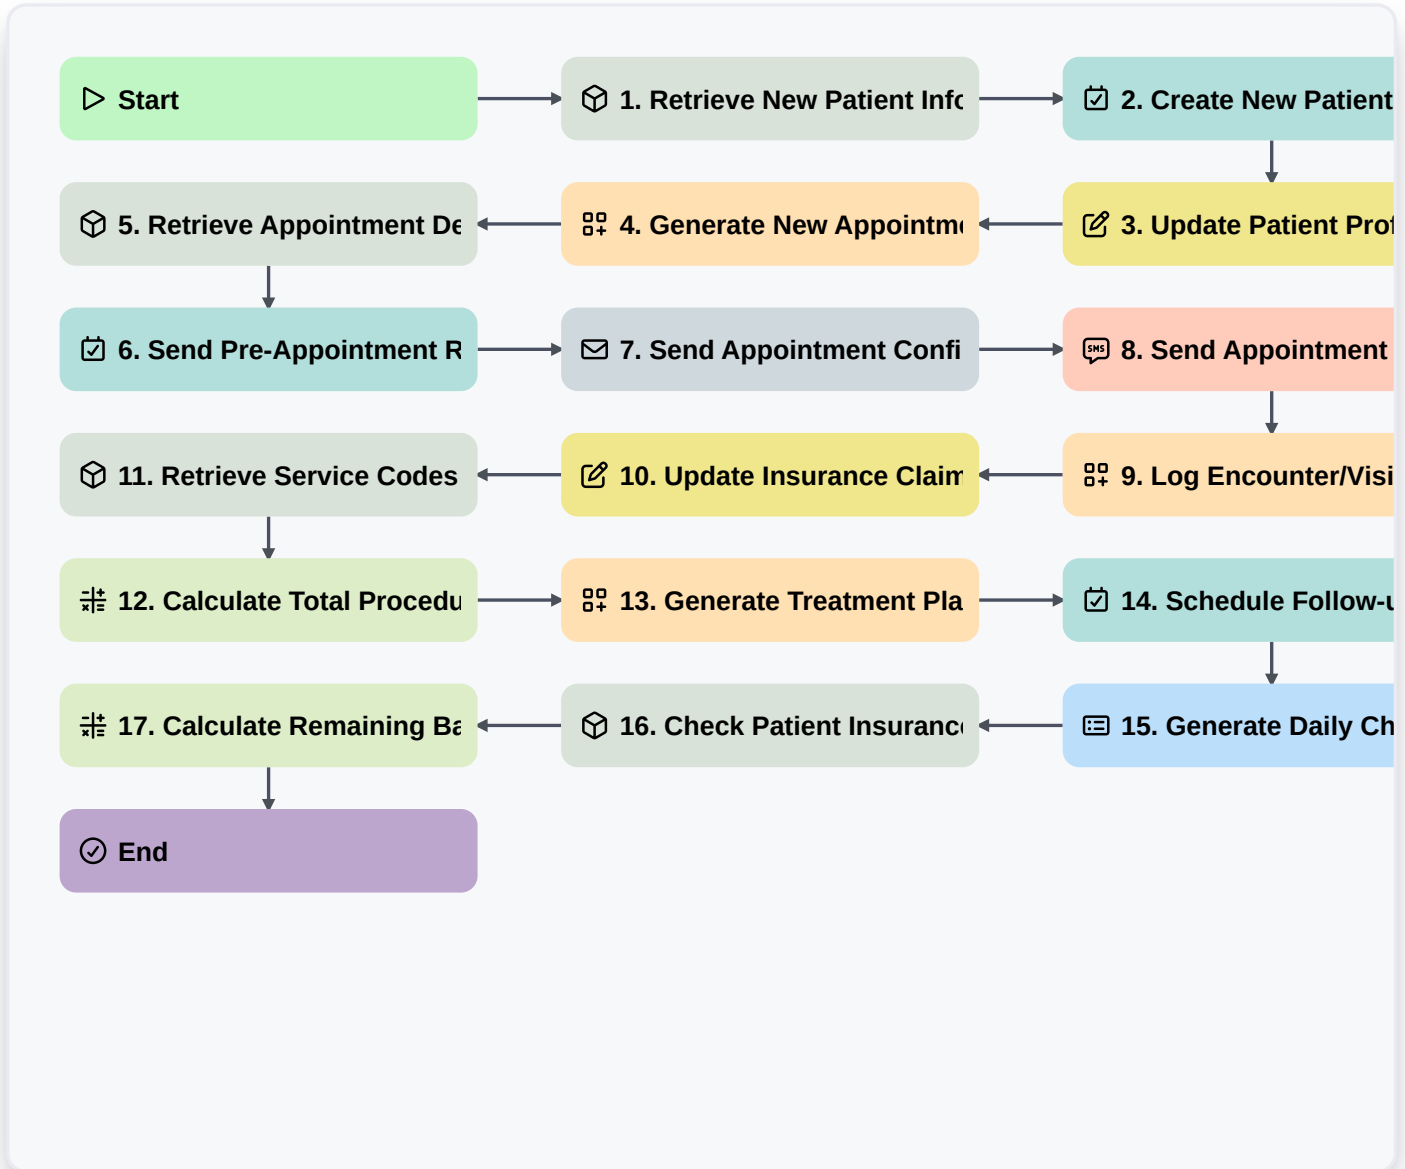 Start
1. Retrieve New Patient Info
2. Create New Patient
5. Retrieve Appointment De
4. Generate New Appointme
3. Update Patient Prof
6. Send Pre-Appointment R
7. Send Appointment Confi
8. Send Appointment
SMS
11. Retrieve Service Codes
10. Update Insurance Claim
9. Log Encounter/Visi
12. Calculate Total Procedu
13. Generate Treatment Pla
14. Schedule Follow-u
17. Calculate Remaining Ba
16. Check Patient Insurance
15. Generate Daily Ch
End